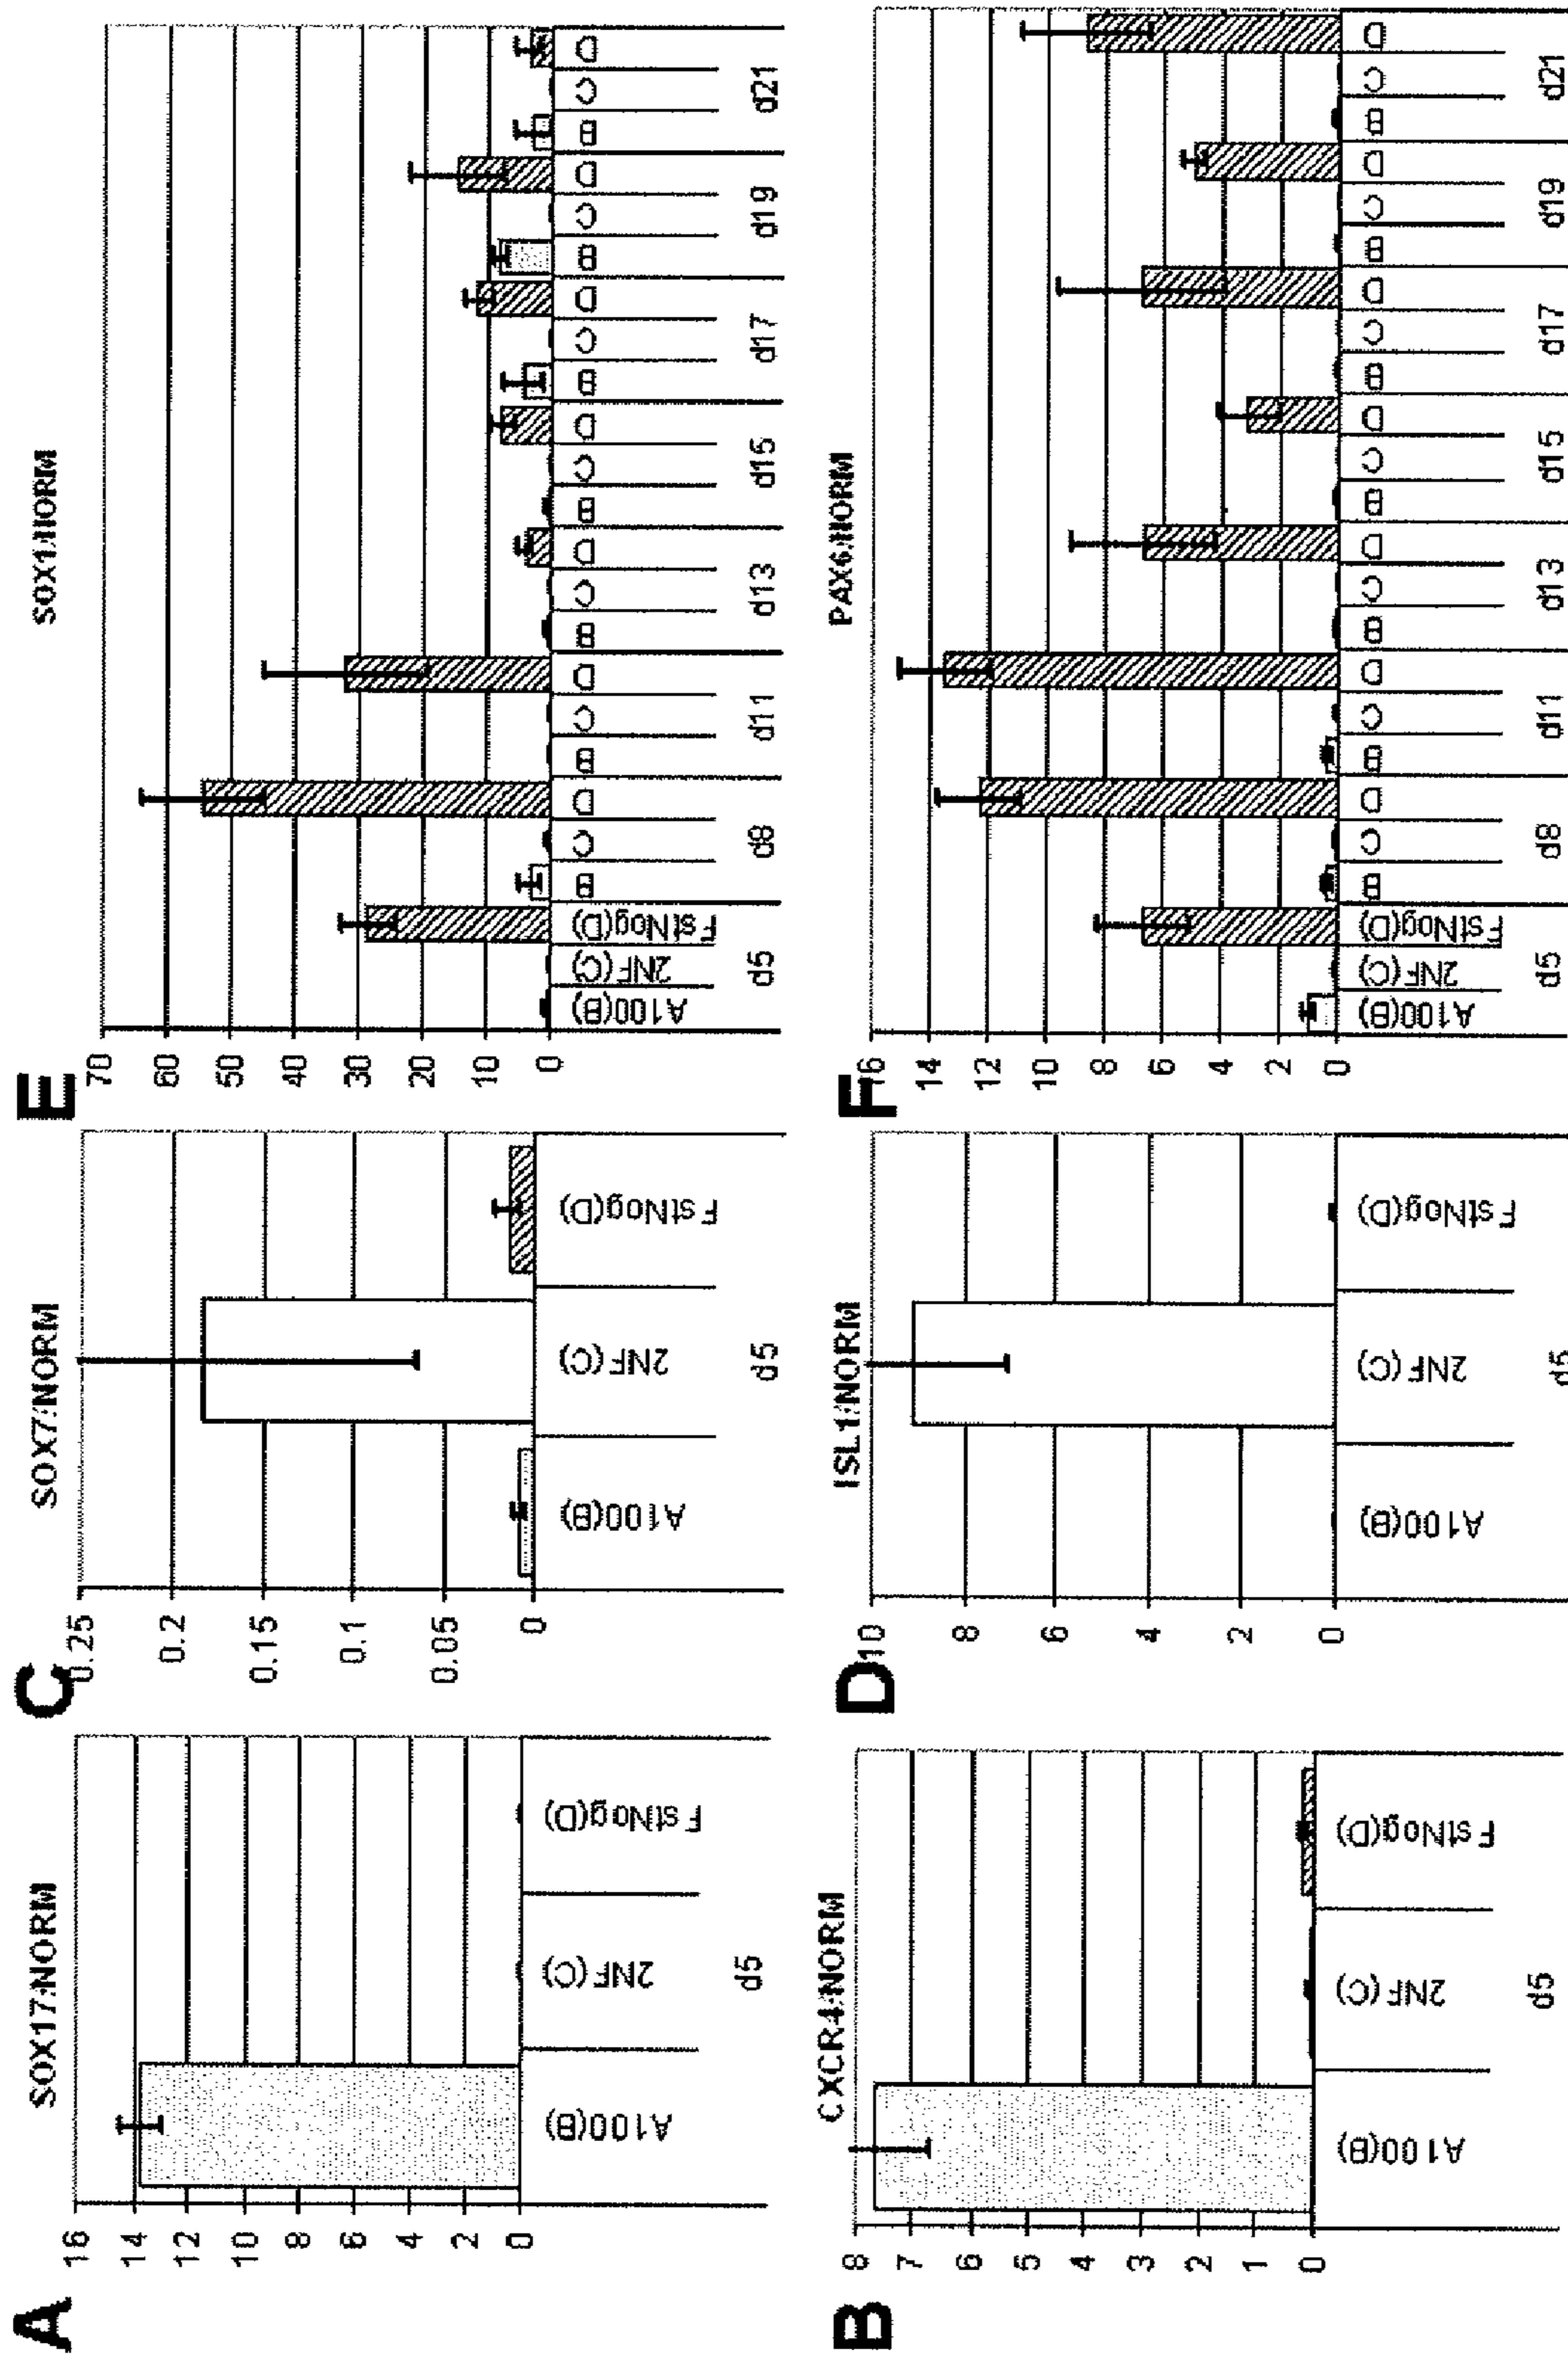 A
SOX17/NORM
16
14
12
10
8
6
4
2
0
A100(B) 2NF(C) FstNog(D)
d5
B
CXCR4/NORM
8
7
6
5
4
3
2
1
0
A100(B) 2NF(C) FstNog(D)
d5
C
SOX7/NORM
0.25
0.2
0.15
0.1
0.05
0
A100(B) 2NF(C) FstNog(D)
d5
D
ISL1/NORM
10
8
6
4
2
0
A100(B) 2NF(C) FstNog(D)
d5
E
SOX1/NORM
70
60
50
40
30
20
10
0
A100(B) 2NF(C) FstNog(D) B C D B C D B C D B C D B C D B C D B C D
d5 d8 d11 d13 d15 d17 d19 d21
F
PAX6/NORM
16
14
12
10
8
6
4
2
0
A100(B) 2NF(C) FstNog(D) B C D B C D B C D B C D B C D B C D B C D
d5 d8 d11 d13 d15 d17 d19 d21